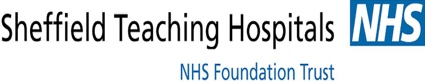 Sheffield Teaching Hospitals NHS
NHS Foundation Trust